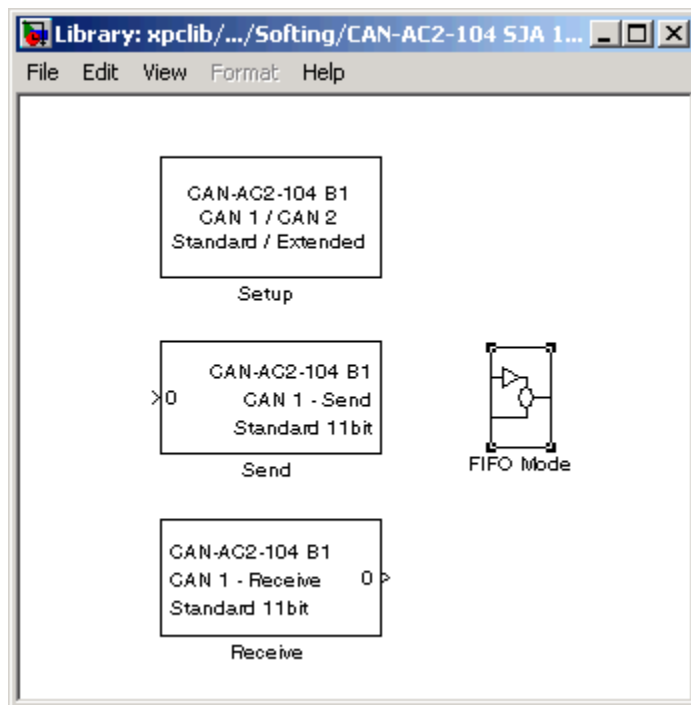 Library: xpclib/.../Softing/CAN-AC2-104 SJA 1...
File Edit View Format Help
CAN-AC2-104 B1
CAN 1 / CAN 2
Standard / Extended
Setup
CAN-AC2-104 B1
>0 CAN 1 - Send
Standard 11bit
Send
FIFO Mode
CAN-AC2-104 B1
CAN 1 - Receive 0 >
Standard 11bit
Receive